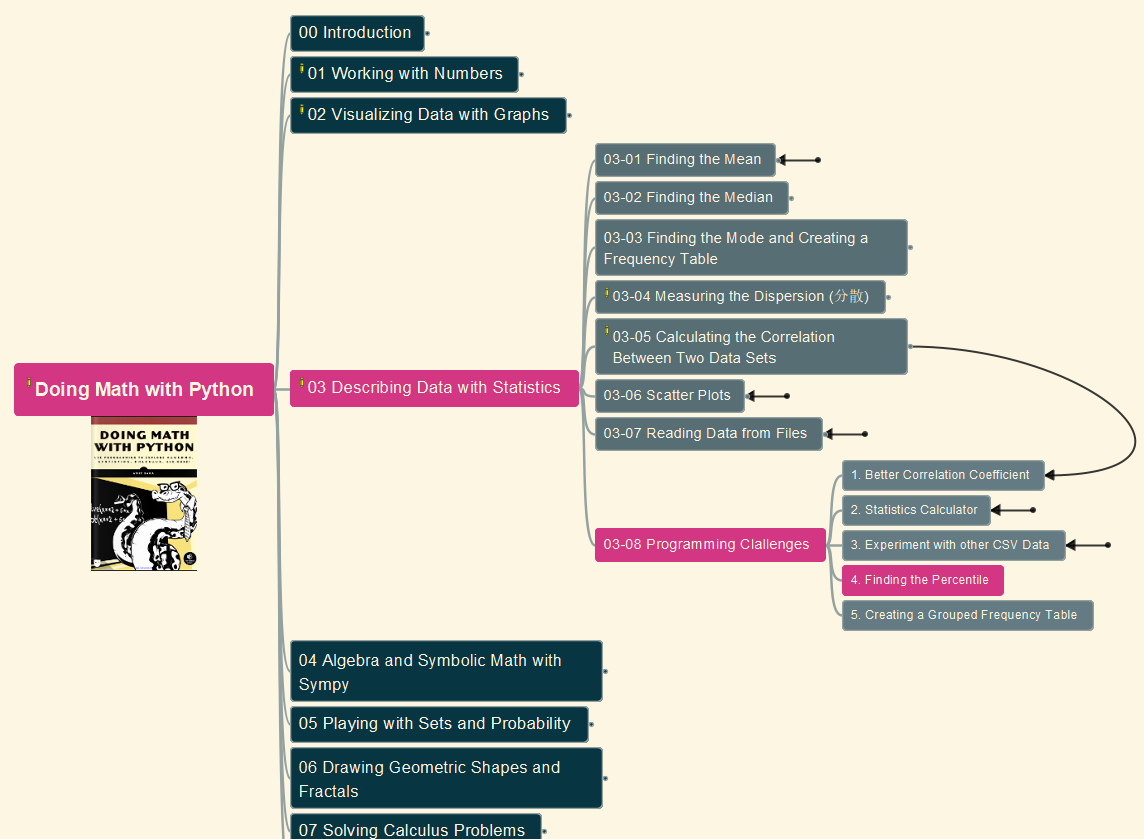 00 Introduction
01 Working with Numbers
02 Visualizing Data with Graphs
03-01 Finding the Mean
03-02 Finding the Median
03-03 Finding the Mode and Creating a
Frequency Table
03-04 Measuring the Dispersion (分散)
03-05 Calculating the Correlation
Between Two Data Sets
Doing Math with Python
03 Describing Data with Statistics
03-06 Scatter Plots
03-07 Reading Data from Files
DOING MATH
WITH PYTHON
1. Better Correlation Coefficient
2. Statistics Calculator
03-08 Programming Clallenges
3. Experiment with other CSV Data
4. Finding the Percentile
5. Creating a Grouped Frequency Table
04 Algebra and Symbolic Math with
Sympy
05 Playing with Sets and Probability
06 Drawing Geometric Shapes and
Fractals
07 Solving Calculus Problems